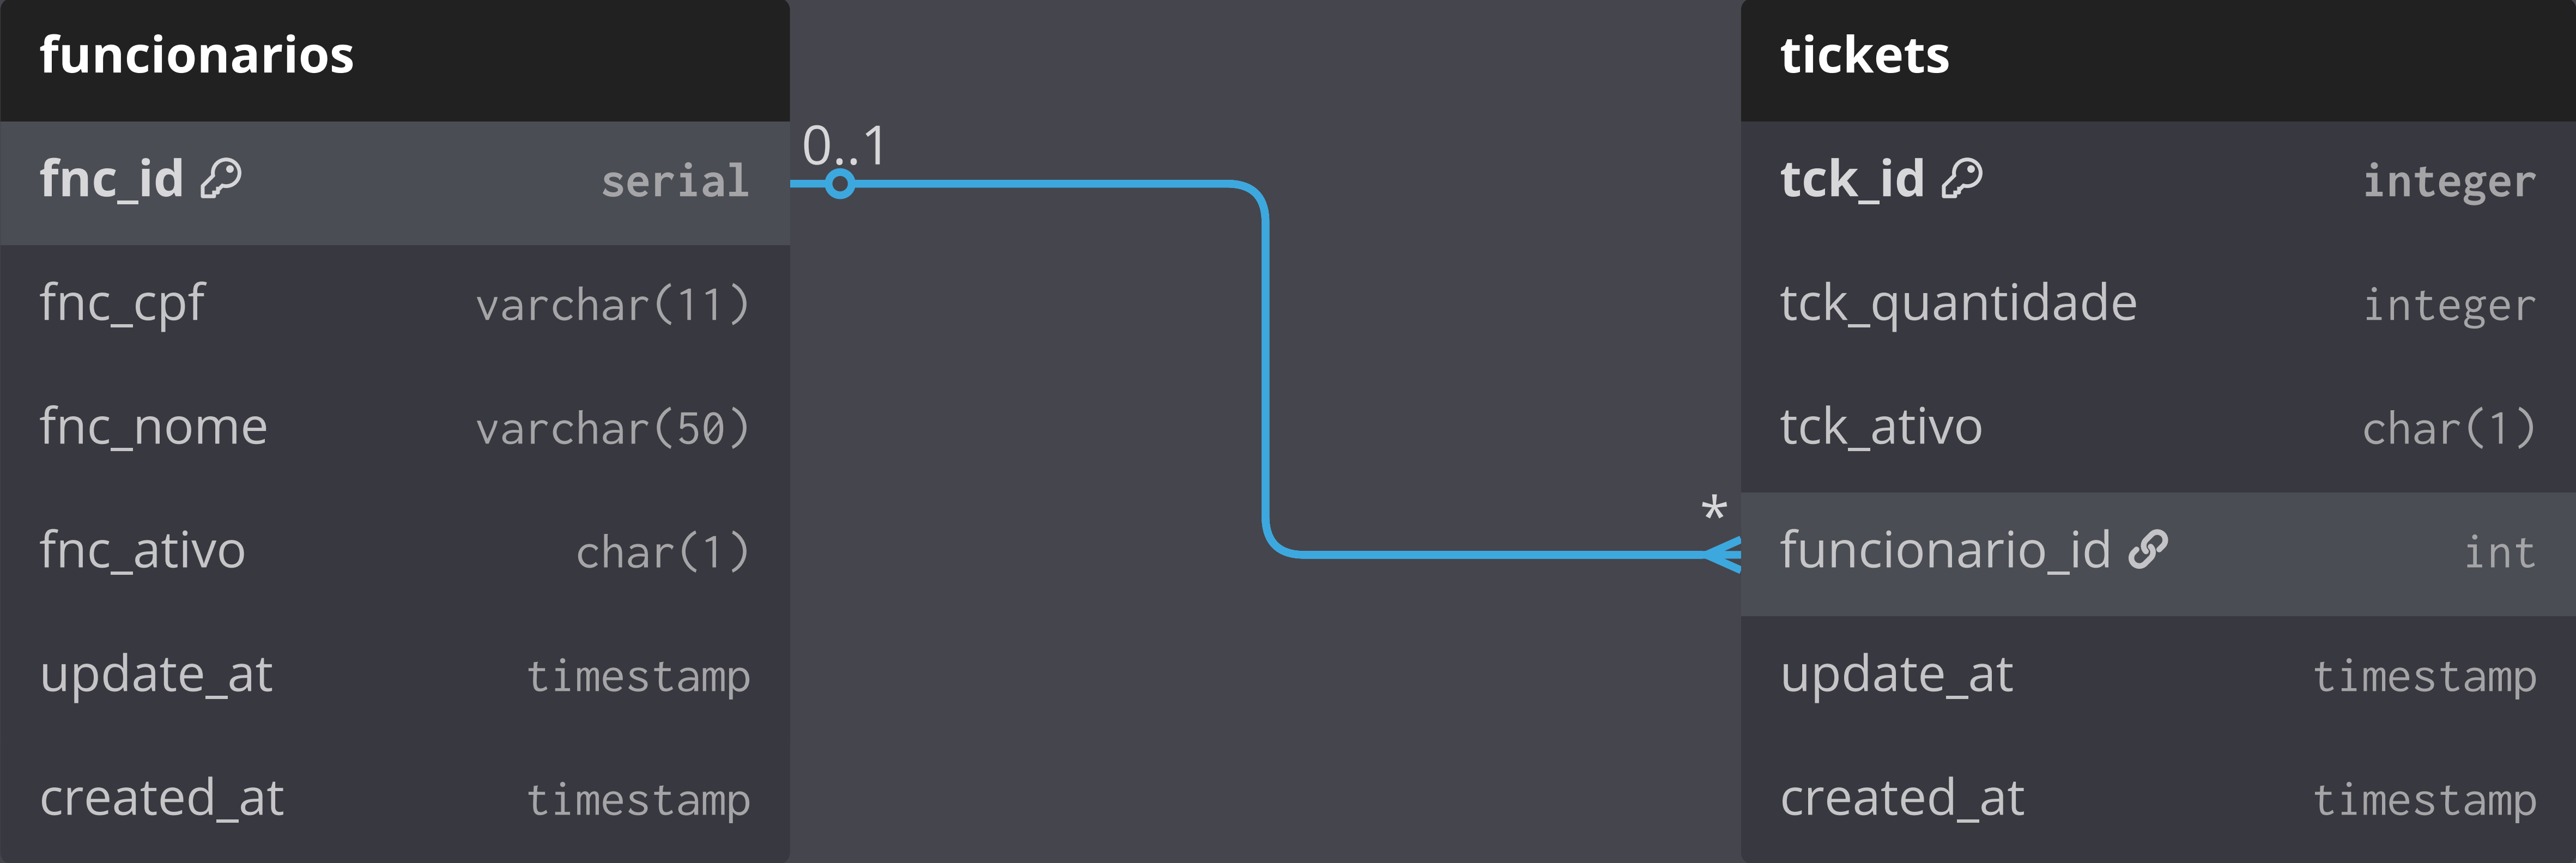 funcionarios
fnc_id serial
fnc_cpf varchar(11)
fnc_nome varchar(50)
fnc_ativo char(1)
update_at timestamp
created_at timestamp
0..1
*
tickets
tck_id integer
tck_quantidade integer
tck_ativo char(1)
funcionario_id int
update_at timestamp
created_at timestamp